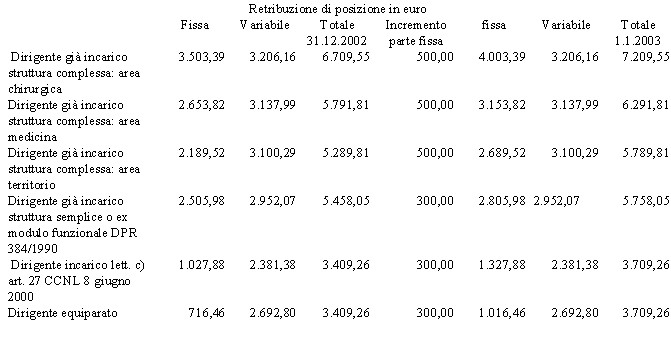 Retribuzione di posizione in euro
Fissa Variabile Totale 31.12.2002 Incremento parte fissa fissa Variabile Totale 1.1.2003
Dirigente già incarico 3.503,39 3.206,16 6.709,55 500,00 4.003,39 3.206,16 7.209,55
struttura complessa: area
chirurgica
Dirigente già incarico 2.653,82 3.137,99 5.791,81 500,00 3.153,82 3.137,99 6.291,81
struttura complessa: area
medicina
Dirigente già incarico 2.189,52 3.100,29 5.289,81 500,00 2.689,52 3.100,29 5.789,81
struttura complessa: area
territorio
Dirigente già incarico 2.505,98 2.952,07 5.458,05 300,00 2.805,98 2.952,07 5.758,05
struttura semplice o ex
modulo funzionale DPR
384/1990
Dirigente incarico lett. c) 1.027,88 2.381,38 3.409,26 300,00 1.327,88 2.381,38 3.709,26
art. 27 CCNL 8 giugno
2000
Dirigente equiparato 716,46 2.692,80 3.409,26 300,00 1.016,46 2.692,80 3.709,26